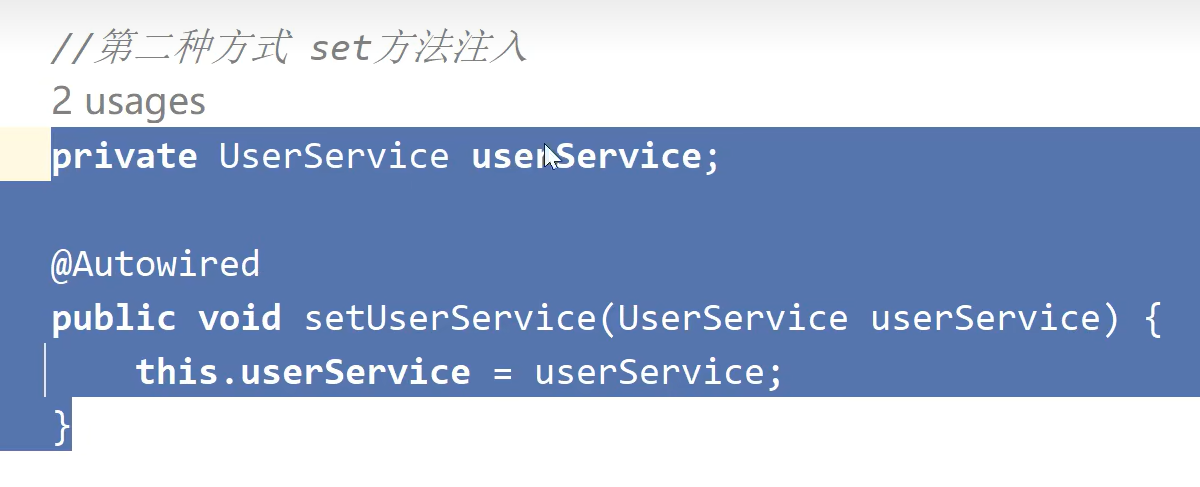 //第二种方式 set方法注入
2 usages
private UserService userService;
@Autowired
public void setUserService(UserService userService) {
    this.userService = userService;
}